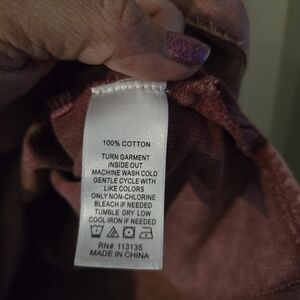 100% COTTON
TURN GARMENT
INSIDE OUT
MACHINE WASH COLD
GENTLE CYCLE WITH
LIKE COLORS
ONLY NON-CHLORINE
BLEACH IF NEEDED
TUMBLE DRY LOW
COOL IRON IF NEEDED
RN# 113135
MADE IN CHINA